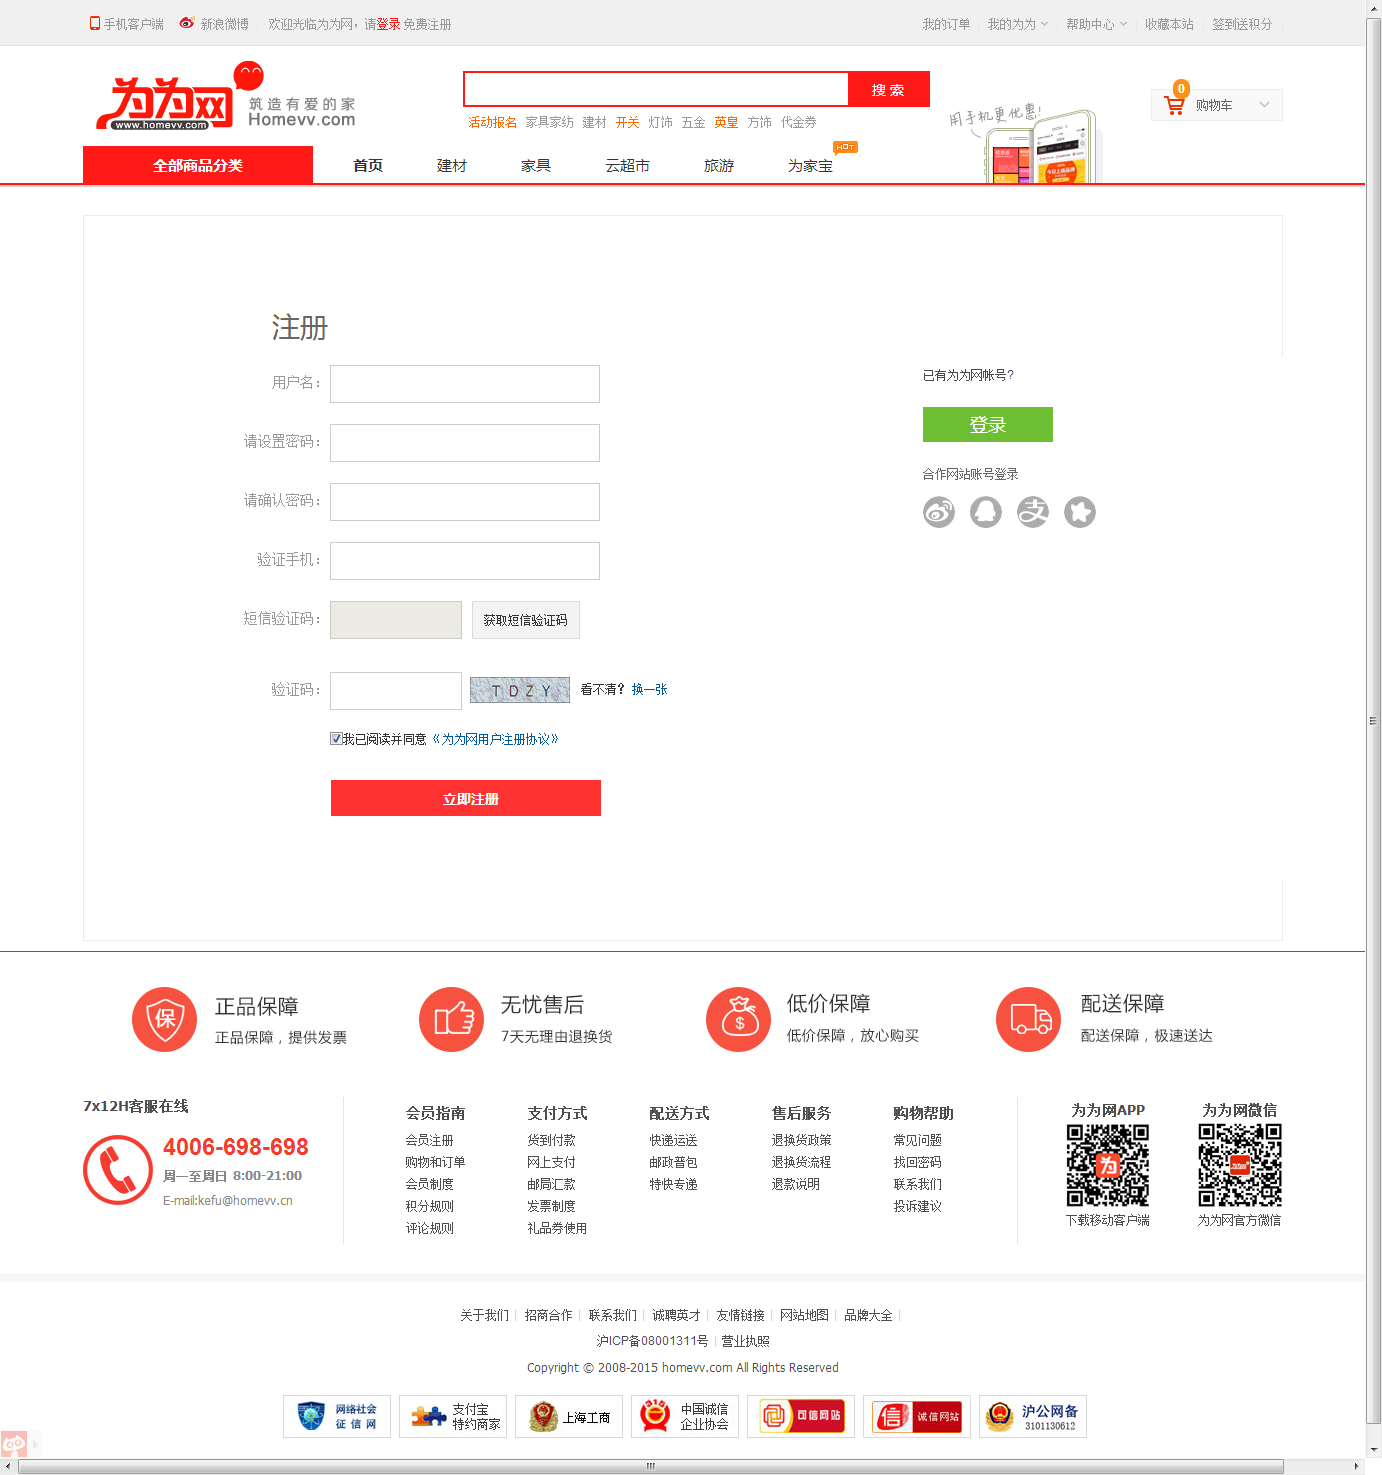 手机客户端 新浪微博 欢迎光临为为网，请登录 免费注册 我的订单 我的为为 帮助中心 收藏本站 签到送积分
为为网 www.homevv.com 筑造有爱的家 Homevv.com
搜 索
活动报名 家具家纺 建材 开关 灯饰 五金 英皇 方饰 代金券
用手机更优惠!
0 购物车
全部商品分类 首页 建材 家具 云超市 旅游 为家宝 HOT
注册
用户名：
请设置密码：
请确认密码：
验证手机：
短信验证码： 获取短信验证码
验证码： TDZY 看不清？ 换一张
我已阅读并同意《为为网用户注册协议》
立即注册
已有为为网帐号?
登录
合作网站账号登录
保 正品保障
正品保障，提供发票
无忧售后
7天无理由退换货
$ 低价保障
低价保障，放心购买
配送保障
配送保障，极速送达
7x12H客服在线
4006-698-698
周一至周日 8:00-21:00
E-mail:kefu@homevv.cn
会员指南
会员注册
购物和订单
会员制度
积分规则
评论规则
支付方式
货到付款
网上支付
邮局汇款
发票制度
礼品券使用
配送方式
快递运送
邮政普包
特快专递
售后服务
退换货政策
退换货流程
退款说明
购物帮助
常见问题
找回密码
联系我们
投诉建议
为为网APP
为
下载移动客户端
为为网微信
为为网官方微信
关于我们 | 招商合作 | 联系我们 | 诚聘英才 | 友情链接 | 网站地图 | 品牌大全 |
沪ICP备08001311号 | 营业执照
Copyright © 2008-2015 homevv.com All Rights Reserved
网络社会征信网
支付宝特约商家
上海工商
中国诚信企业协会
可信网站
信 诚信网站
沪公网备 3101130612